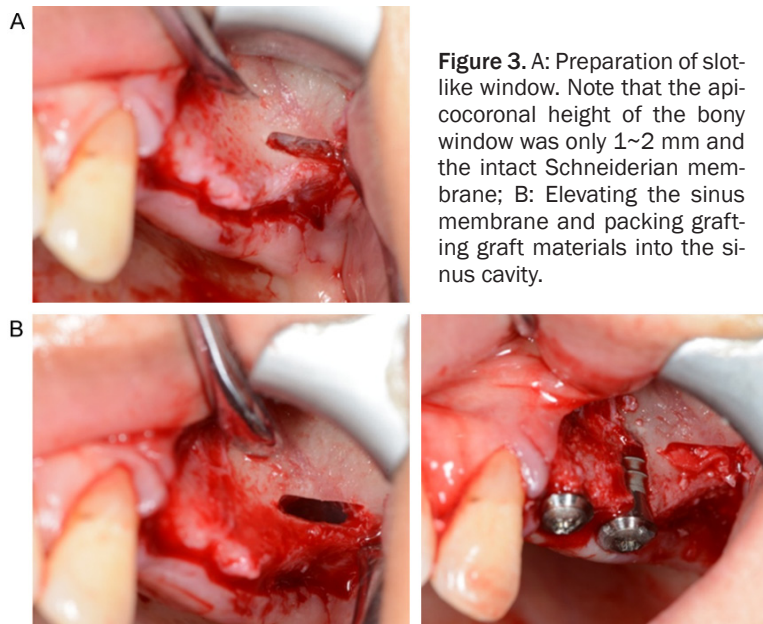 A
Figure 3. A: Preparation of slot-
like window. Note that the api-
cocoronal height of the bony
window was only 1~2 mm and
the intact Schneiderian mem-
brane; B: Elevating the sinus
membrane and packing graft-
ing graft materials into the si-
nus cavity.
B